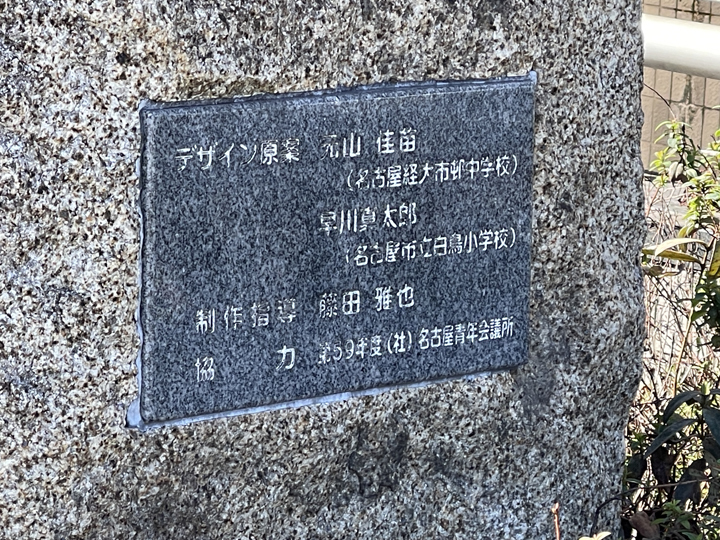 デザイン原案 元山 佳苗
(名古屋経大市邨中学校)
早川真太郎
(名古屋市立白鳥小学校)
制作指導 藤田 雅也
協力 第59年度(社)名古屋青年会議所